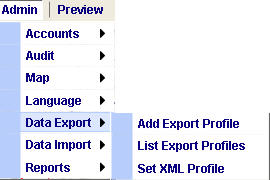 Admin Preview
Accounts
Audit
Map
Language
Data Export
Add Export Profile
Data Import
List Export Profiles
Reports
Set XML Profile